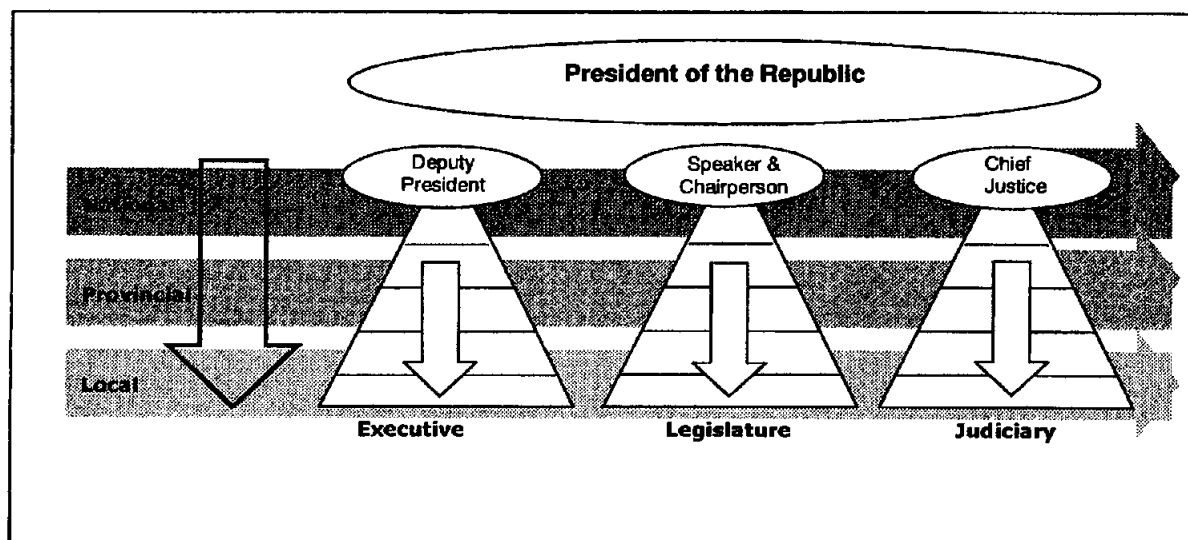 President of the Republic
Deputy
President
Speaker &
Chairperson
Chief
Justice
Provincial
Local
Executive
Legislature
Judiciary